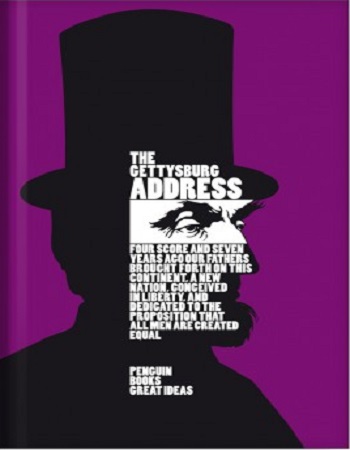 THE
GETTYSBURG
ADDRESS
FOUR SCORE AND SEVEN
YEARS AGO OUR FATHERS
BROUGHT FORTH ON THIS
CONTINENT, A NEW
NATION, CONCEIVED
IN LIBERTY, AND
DEDICATED TO THE
PROPOSITION THAT
ALL MEN ARE CREATED
EQUAL
PENGUIN
BOOKS
GREAT IDEAS